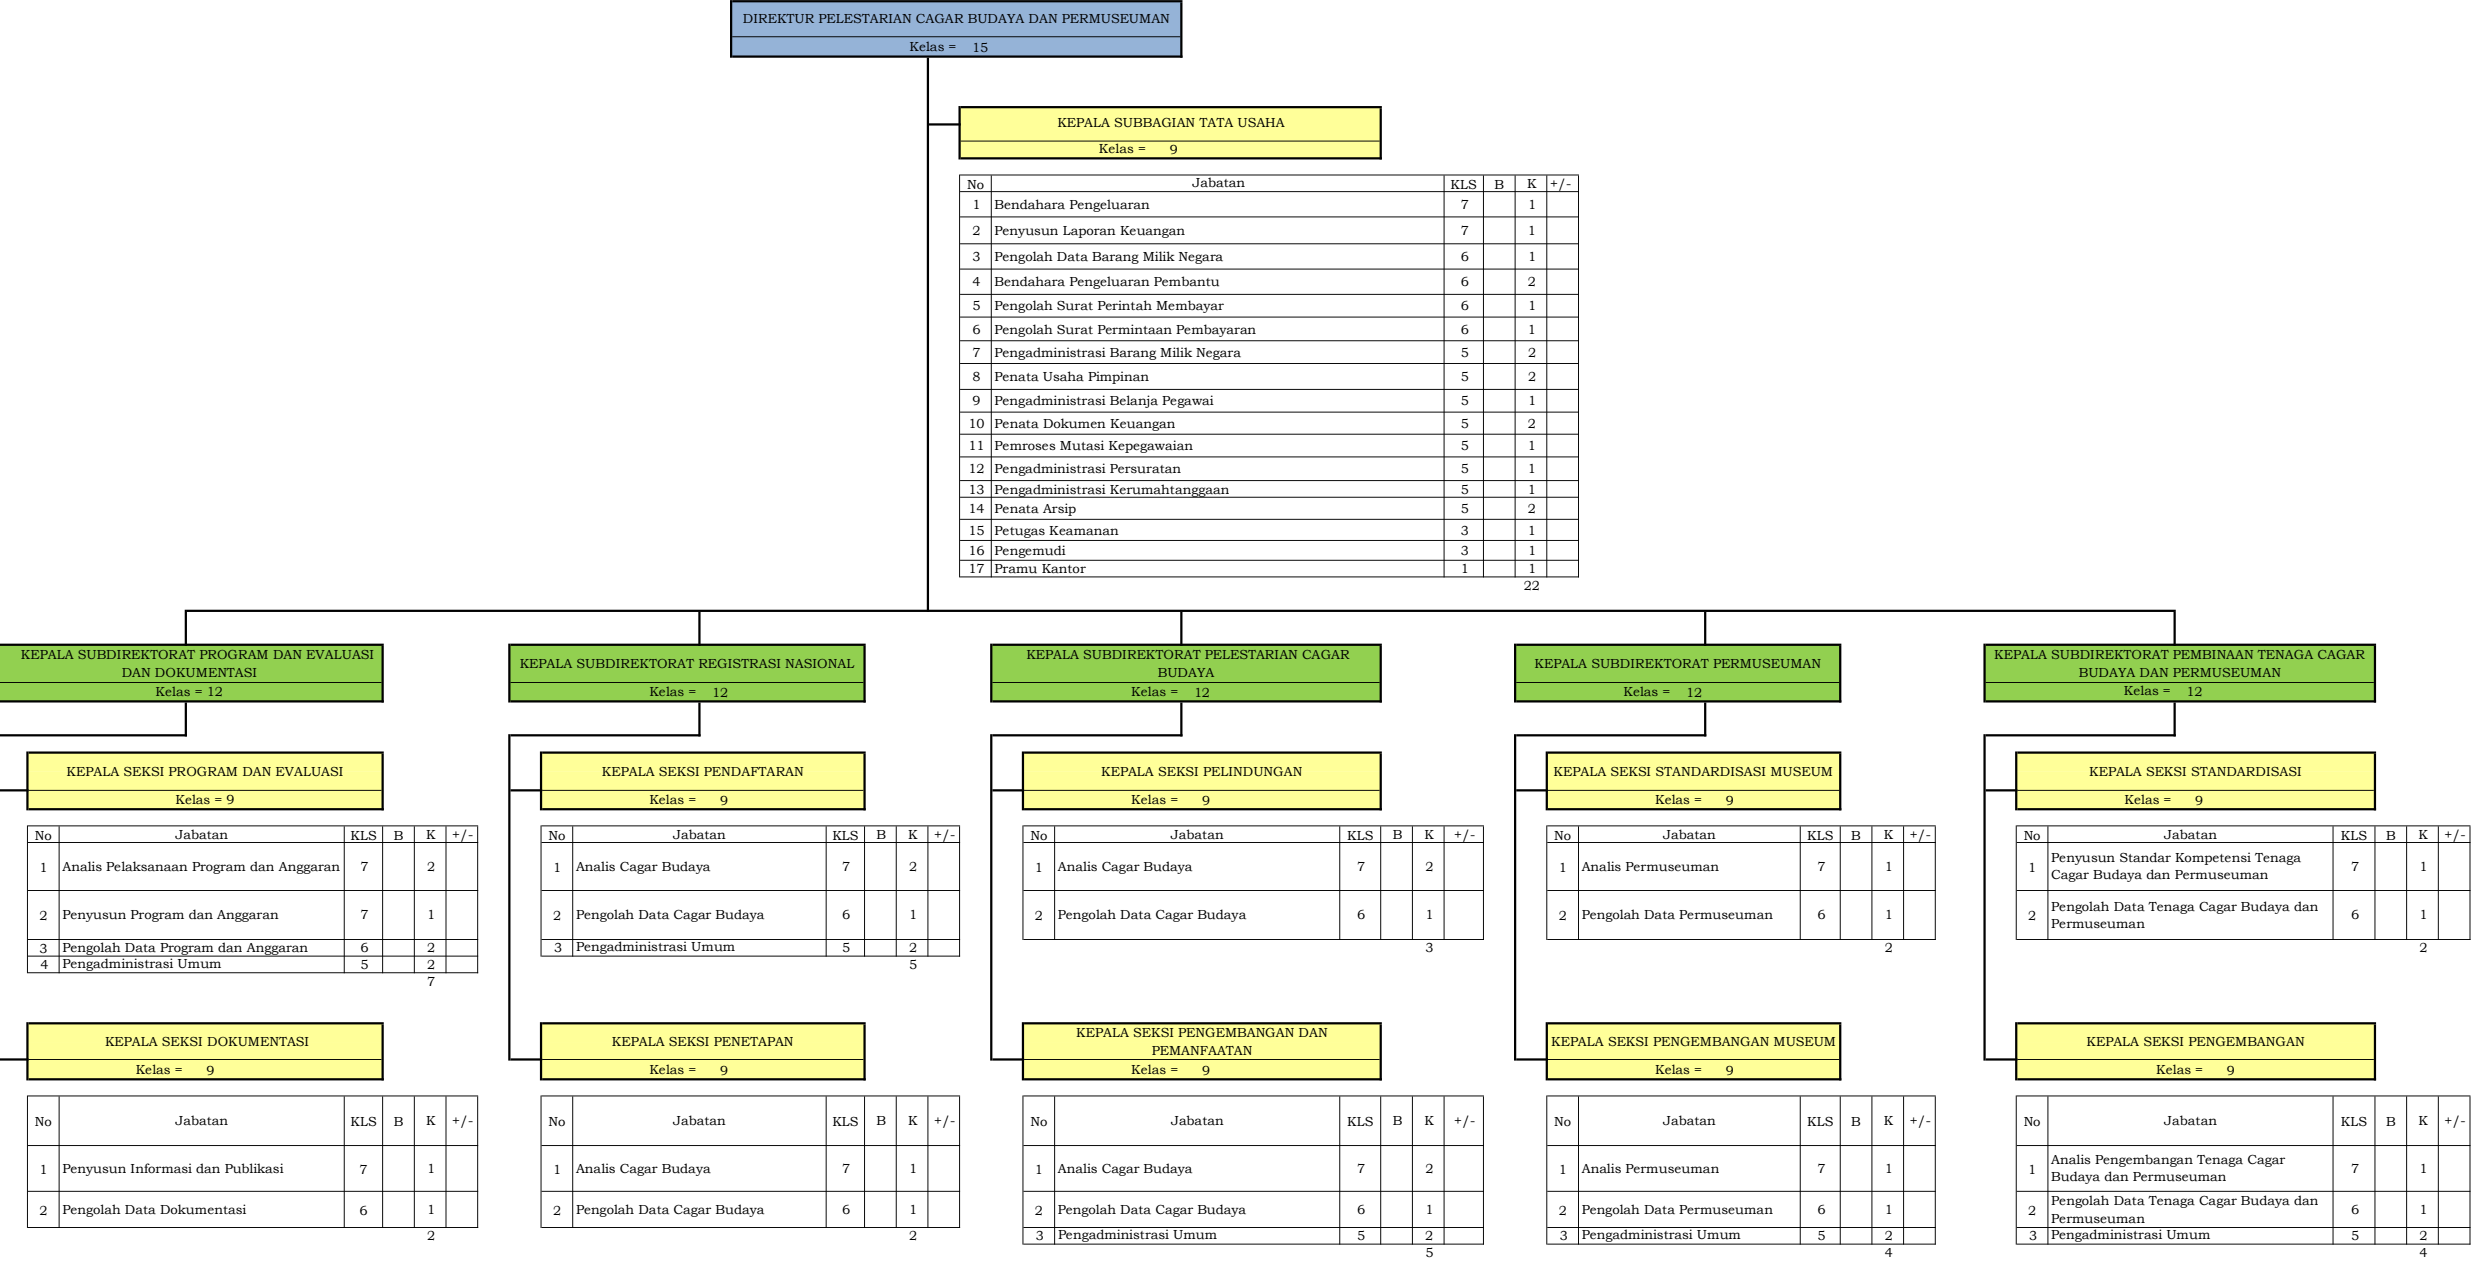 DIREKTUR PELESTARIAN CAGAR BUDAYA DAN PERMUSEUMAN
Kelas = 15
KEPALA SUBBAGIAN TATA USAHA
Kelas = 9
No Jabatan KLS B K +/-
1 Bendahara Pengeluaran 7 1
2 Penyusun Laporan Keuangan 7 1
3 Pengolah Data Barang Milik Negara 6 1
4 Bendahara Pengeluaran Pembantu 6 2
5 Pengolah Surat Perintah Membayar 6 1
6 Pengolah Surat Permintaan Pembayaran 6 1
7 Pengadministrasi Barang Milik Negara 5 2
8 Penata Usaha Pimpinan 5 2
9 Pengadministrasi Belanja Pegawai 5 1
10 Penata Dokumen Keuangan 5 2
11 Pemroses Mutasi Kepegawaian 5 1
12 Pengadministrasi Persuratan 5 1
13 Pengadministrasi Kerumahtanggaan 5 1
14 Penata Arsip 5 2
15 Petugas Keamanan 3 1
16 Pengemudi 3 1
17 Pramu Kantor 1 1
22
KEPALA SUBDIREKTORAT PROGRAM DAN EVALUASI
DAN DOKUMENTASI
Kelas = 12
KEPALA SEKSI PROGRAM DAN EVALUASI
Kelas = 9
No Jabatan KLS B K +/-
1 Analis Pelaksanaan Program dan Anggaran 7 2
2 Penyusun Program dan Anggaran 7 1
3 Pengolah Data Program dan Anggaran 6 2
4 Pengadministrasi Umum 5 2
7
KEPALA SEKSI DOKUMENTASI
Kelas = 9
No Jabatan KLS B K +/-
1 Penyusun Informasi dan Publikasi 7 1
2 Pengolah Data Dokumentasi 6 1
2
KEPALA SUBDIREKTORAT REGISTRASI NASIONAL
Kelas = 12
KEPALA SEKSI PENDAFTARAN
Kelas = 9
No Jabatan KLS B K +/-
1 Analis Cagar Budaya 7 2
2 Pengolah Data Cagar Budaya 6 1
3 Pengadministrasi Umum 5 2
5
KEPALA SEKSI PENETAPAN
Kelas = 9
No Jabatan KLS B K +/-
1 Analis Cagar Budaya 7 1
2 Pengolah Data Cagar Budaya 6 1
2
KEPALA SUBDIREKTORAT PELESTARIAN CAGAR
BUDAYA
Kelas = 12
KEPALA SEKSI PELINDUNGAN
Kelas = 9
No Jabatan KLS B K +/-
1 Analis Cagar Budaya 7 2
2 Pengolah Data Cagar Budaya 6 1
3
KEPALA SEKSI PENGEMBANGAN DAN
PEMANFAATAN
Kelas = 9
No Jabatan KLS B K +/-
1 Analis Cagar Budaya 7 2
2 Pengolah Data Cagar Budaya 6 1
3 Pengadministrasi Umum 5 2
5
KEPALA SUBDIREKTORAT PERMUSEUMAN
Kelas = 12
KEPALA SEKSI STANDARDISASI MUSEUM
Kelas = 9
No Jabatan KLS B K +/-
1 Analis Permuseuman 7 1
2 Pengolah Data Permuseuman 6 1
2
KEPALA SEKSI PENGEMBANGAN MUSEUM
Kelas = 9
No Jabatan KLS B K +/-
1 Analis Permuseuman 7 1
2 Pengolah Data Permuseuman 6 1
3 Pengadministrasi Umum 5 2
4
KEPALA SUBDIREKTORAT PEMBINAAN TENAGA CAGAR
BUDAYA DAN PERMUSEUMAN
Kelas = 12
KEPALA SEKSI STANDARDISASI
Kelas = 9
No Jabatan KLS B K +/-
1 Penyusun Standar Kompetensi Tenaga
Cagar Budaya dan Permuseuman 7 1
2 Pengolah Data Tenaga Cagar Budaya dan
Permuseuman 6 1
2
KEPALA SEKSI PENGEMBANGAN
Kelas = 9
No Jabatan KLS B K +/-
1 Analis Pengembangan Tenaga Cagar
Budaya dan Permuseuman 7 1
2 Pengolah Data Tenaga Cagar Budaya dan
Permuseuman 6 1
3 Pengadministrasi Umum 5 2
4